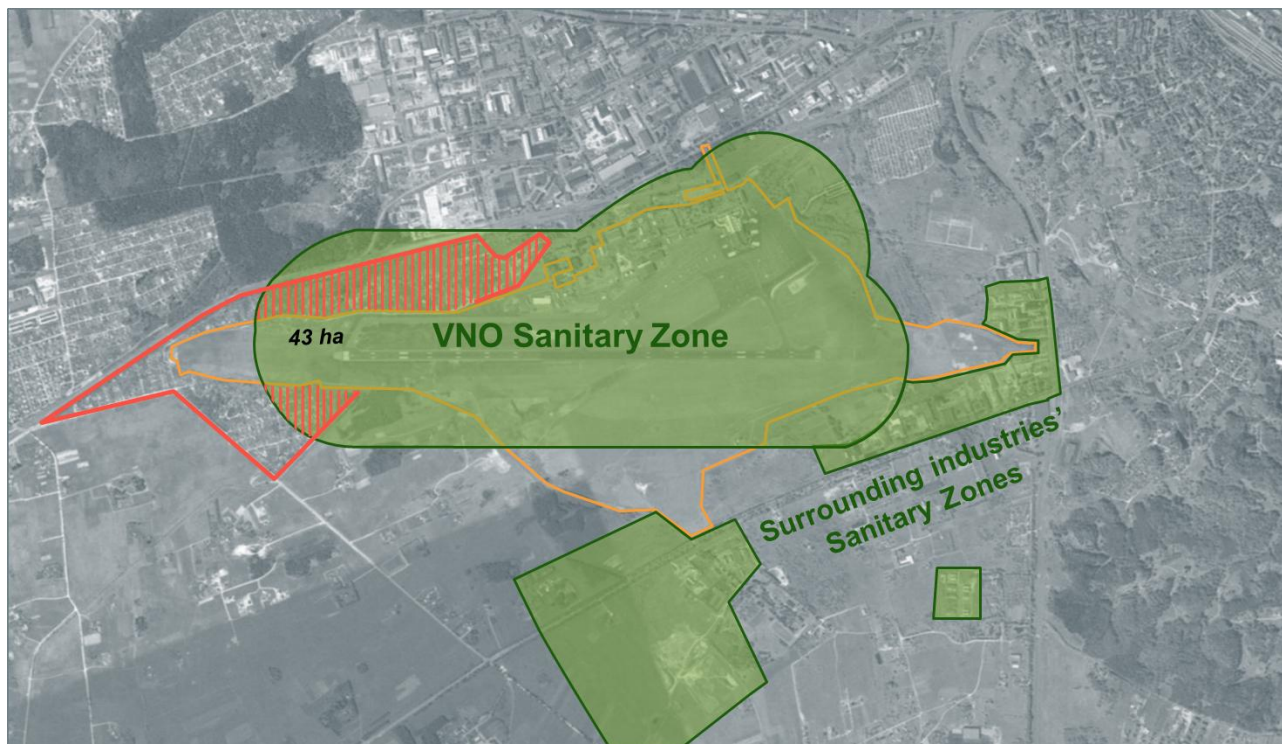 43 ha
VNO Sanitary Zone
Surrounding industries’
Sanitary Zones